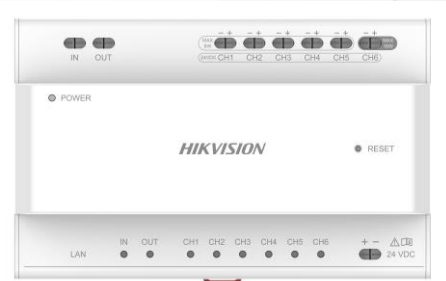 - + - + - + - + - + - +
IN OUT CH1 CH2 CH3 CH4 CH5 CH6
POWER
HIKVISION
RESET
IN OUT CH1 CH2 CH3 CH4 CH5 CH6 + -
LAN 24 VDC